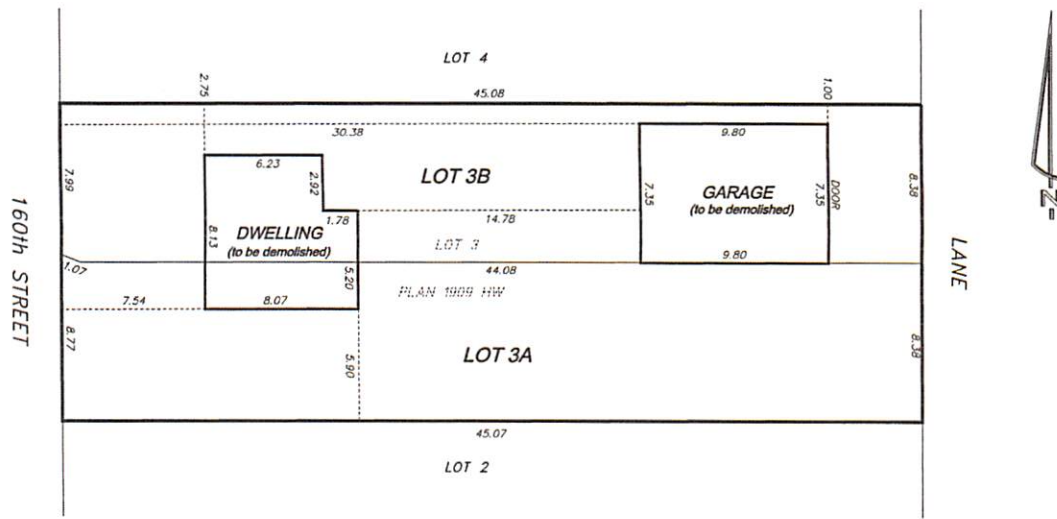 LOT 4
2.75
45.08
1.00
30.38
9.80
6.23
LOT 3B
7.99
2.92
7.35
GARAGE
(to be demolished)
7.35
DOOR
8.38
160th STREET
1.78
14.78
8.13
DWELLING
(to be demolished)
LOT 3
LANE
1.07
5.20
44.08
9.80
PLAN 1909 HW
7.54
8.07
8.77
5.90
LOT 3A
8.38
45.07
LOT 2
-N-